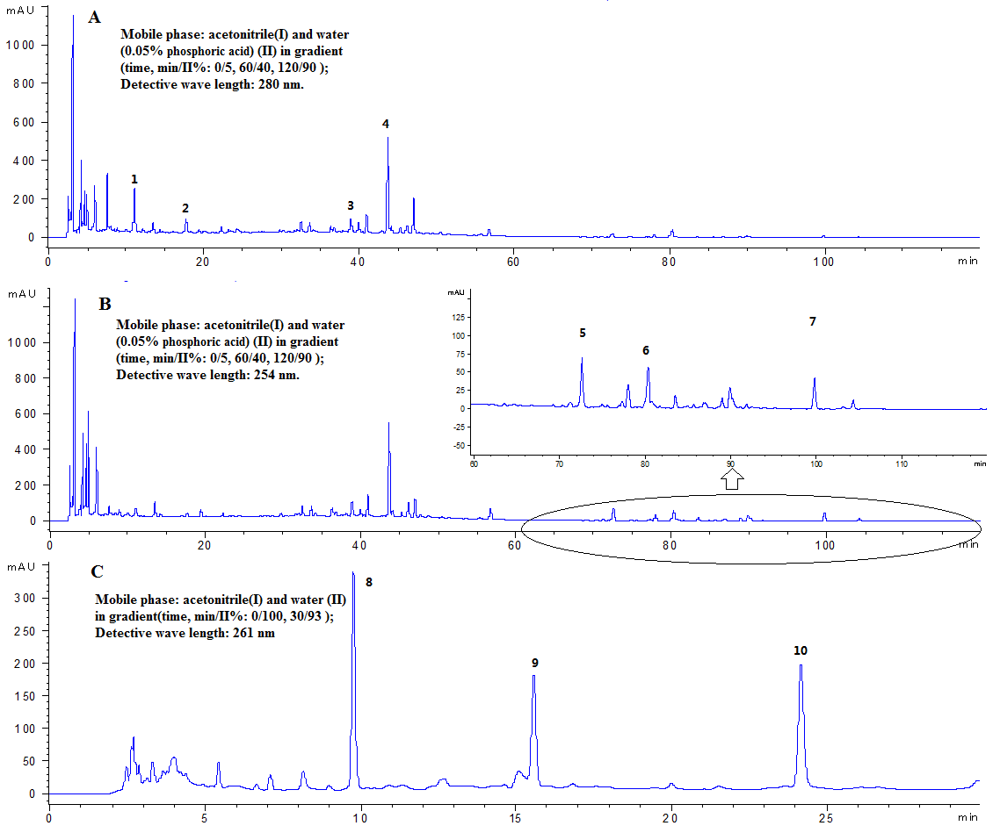 mAU
A
Mobile phase: acetonitrile(I) and water
(0.05% phosphoric acid) (II) in gradient
(time, min/II%: 0/5, 60/40, 120/90 );
Detective wave length: 280 nm.
1000
800
600
400
200
0
1
2
3
4
0 20 40 60 80 100 min
mAU
B
Mobile phase: acetonitrile(I) and water
(0.05% phosphoric acid) (II) in gradient
(time, min/II%: 0/5, 60/40, 120/90 );
Detective wave length: 254 nm.
1000
800
600
400
200
0
0 20 40 60 80 100 min
mAU
125
100
75
50
25
0
-25
-50
5
6
7
60 70 80 90 100 110 min
mAU
C
Mobile phase: acetonitrile(I) and water (II)
in gradient(time, min/II%: 0/100, 30/93 );
Detective wave length: 261 nm
300
250
200
150
100
50
0
8
9
10
0 5 10 15 20 25 min